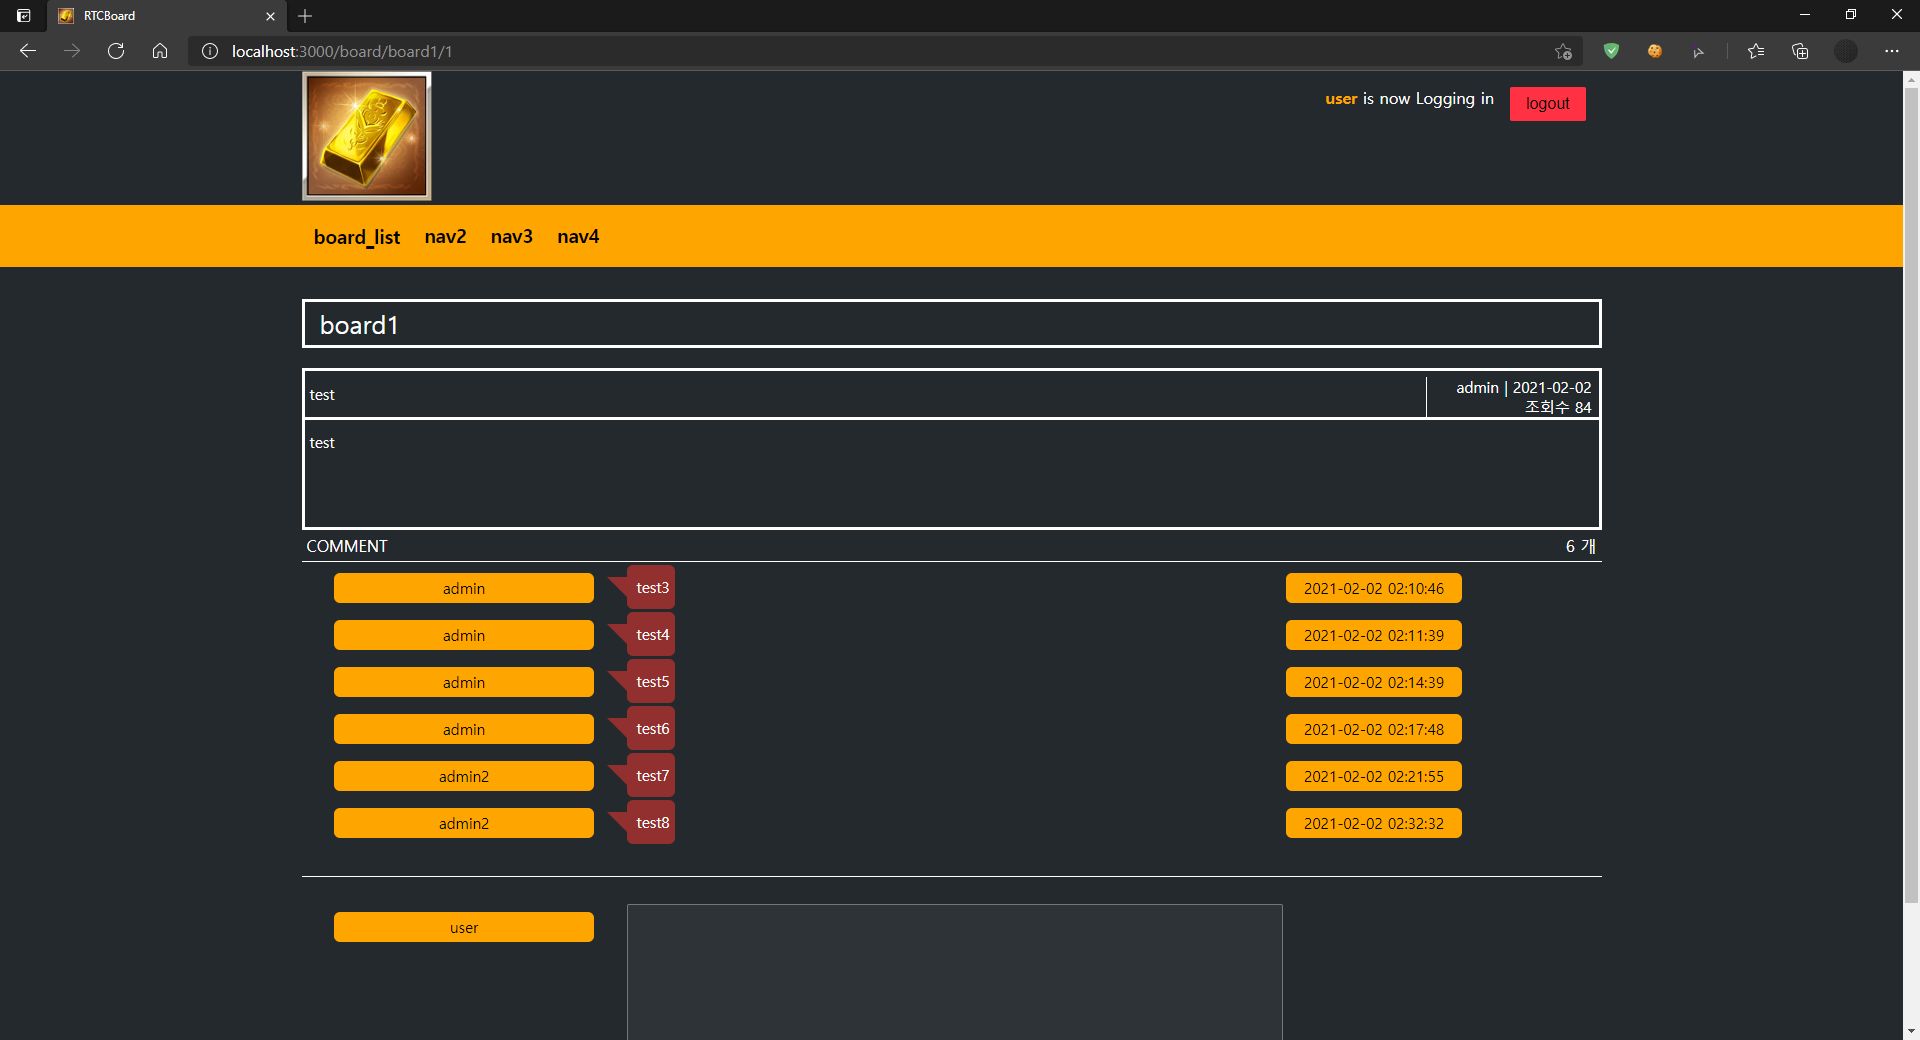 RTCBoard
localhost:3000/board/board1/1
user is now Logging in
logout
board_list nav2 nav3 nav4
board1
test
admin | 2021-02-02
조회수 84
test
COMMENT 6 개
admin test3 2021-02-02 02:10:46
admin test4 2021-02-02 02:11:39
admin test5 2021-02-02 02:14:39
admin test6 2021-02-02 02:17:48
admin2 test7 2021-02-02 02:21:55
admin2 test8 2021-02-02 02:32:32
user